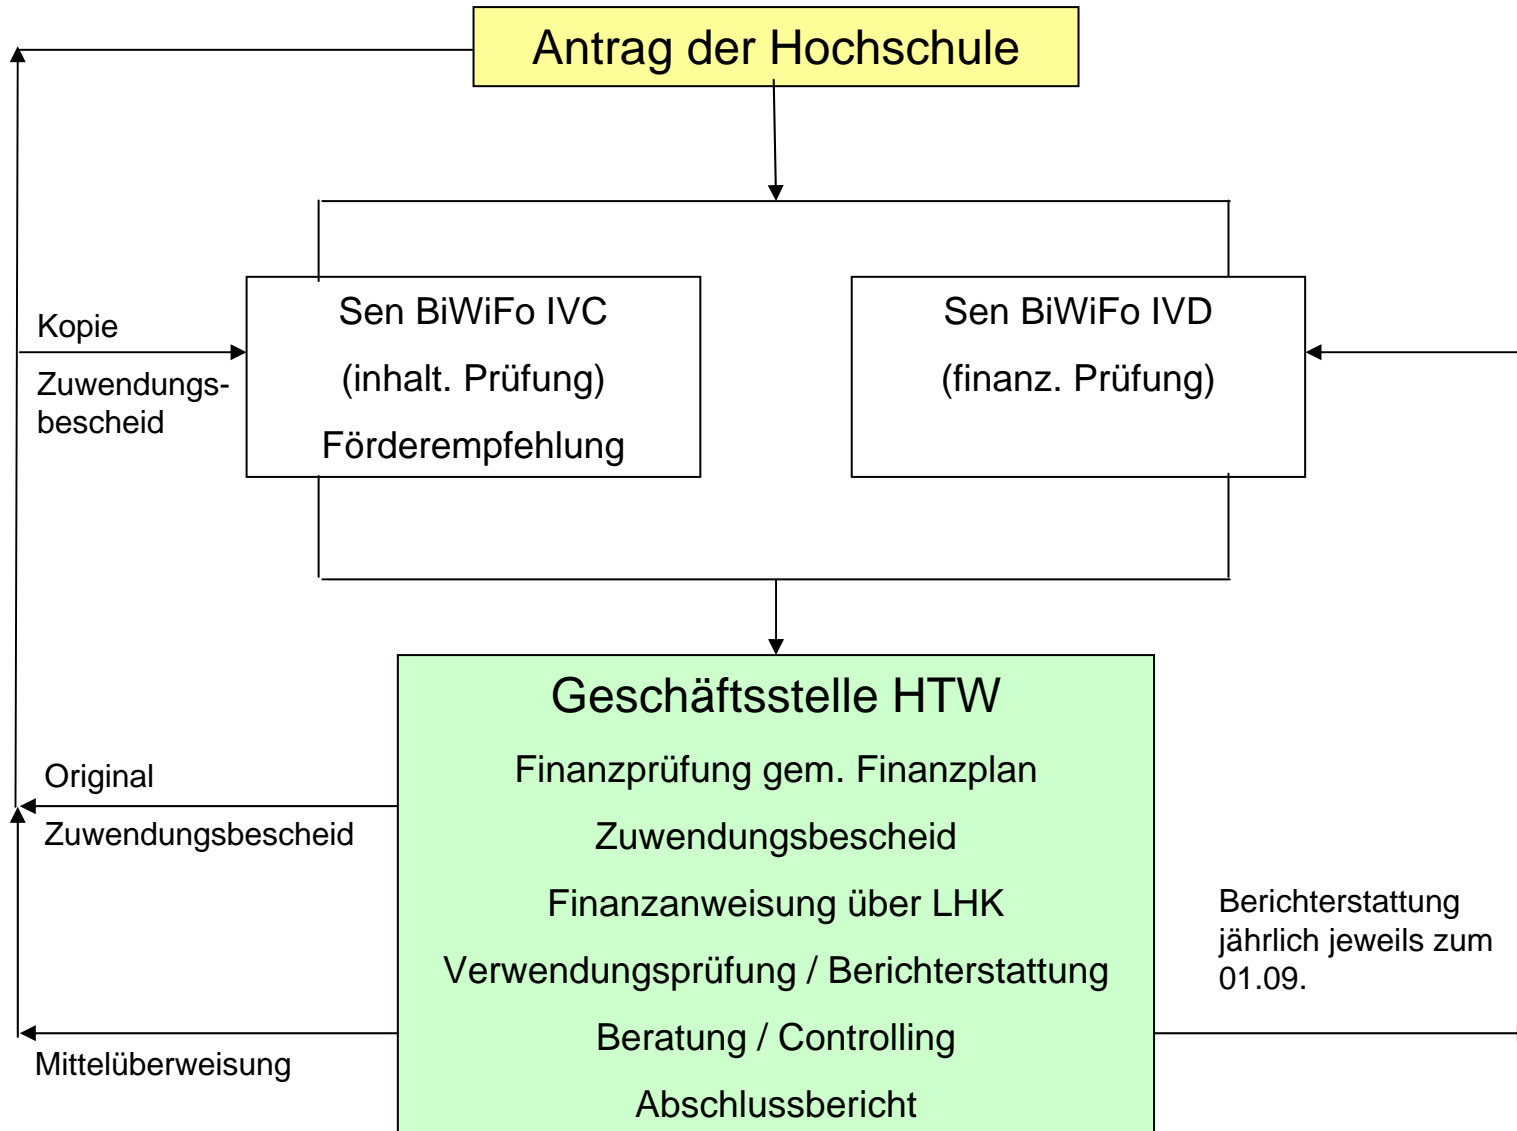 Antrag der Hochschule
Kopie
Zuwendungs-
bescheid
Sen BiWiFo IVC
(inhalt. Prüfung)
Förderempfehlung
Sen BiWiFo IVD
(finanz. Prüfung)
Geschäftsstelle HTW
Finanzprüfung gem. Finanzplan
Zuwendungsbescheid
Finanzanweisung über LHK
Verwendungsprüfung / Berichterstattung
Beratung / Controlling
Abschlussbericht
Original
Zuwendungsbescheid
Mittelüberweisung
Berichterstattung
jährlich jeweils zum
01.09.